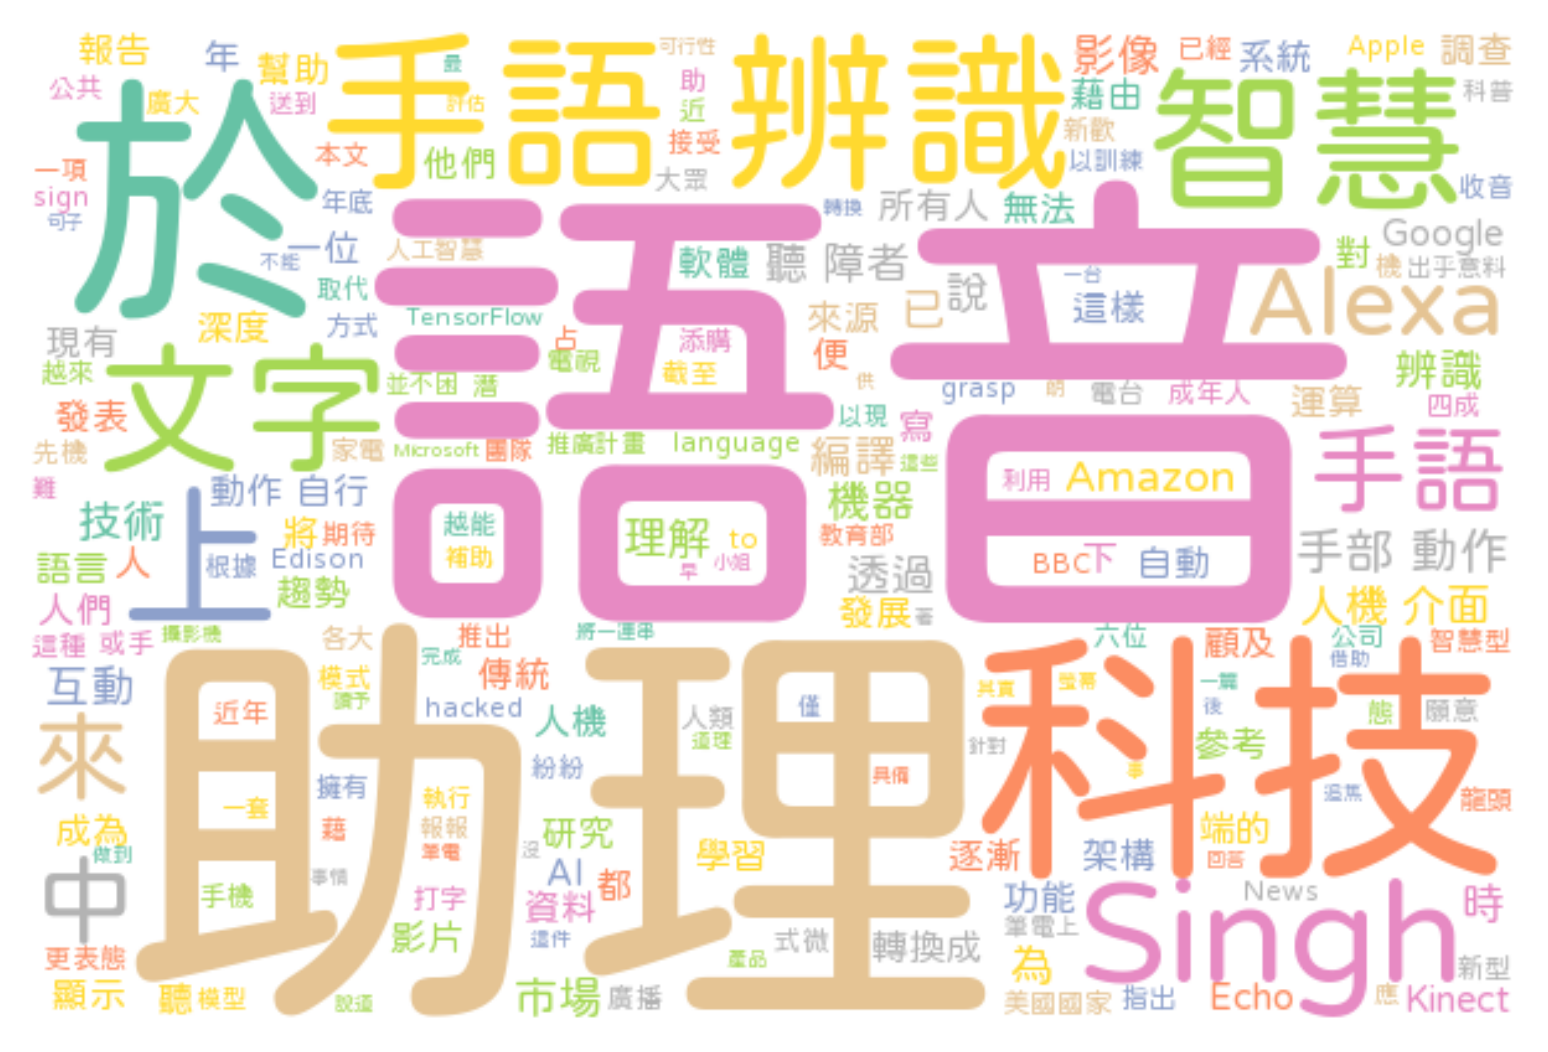 報告 年 幫助 手語辨識 最 可行性 影像 已經 系統 Apple 調查
公共 廣大 送到 評估 助 近 藉由 智慧 科普
於 本文 他們 接受 大眾 新歡 以訓練 收音
一項 sign 句子 年底 轉換 所有人 無法 Google
不能 一位 人工智慧 語音 軟體 聽 障者 說 一台 這樣 對 機 出乎意料
取代 TensorFlow 來源 已 Alexa
現有 深度 方式 占 電視 添購 截至 便 供 辨識
越來 文字 並不困 潛 以現 grasp 朗 電台 成年人 運算 四成
發表 家電 Microsoft 團隊 推廣計畫 language 編譯 寫 這些 手語
先機 難 動作 自行 利用 Amazon
技術 上 將 期待 越能 補助 理解 to 早 小姐 機器 教育部 手部 動作
語言 人 根據 Edison 趨勢 透過 BBC 下 自動
人們 發展 著 人機 介面
這種 或手 攝影機 各大 推出 將一連串 六位 顧及 公司 智慧型
互動 助理 模式 完成 傳統 科技 借助
近年 讀予 hacked 人機 人類 道理 僅 其實 螢幕 一篇 後 熊 願意
來 擁有 紛紛 具備 針對 事 參考 追焦 龍頭
成為 做到 一套 藉 執行 報報 筆電 研究 沒 學習 逐漸 架構 端的 回答
中 手機 事情 打字 AI 都 功能 Singh News 時
更表態 影片 資料 這件 式微 轉換成 筆電上 為 新型
顯示 聽 模型 說道 市場 廣播 產品 美國國家 指出 Echo 應 Kinect